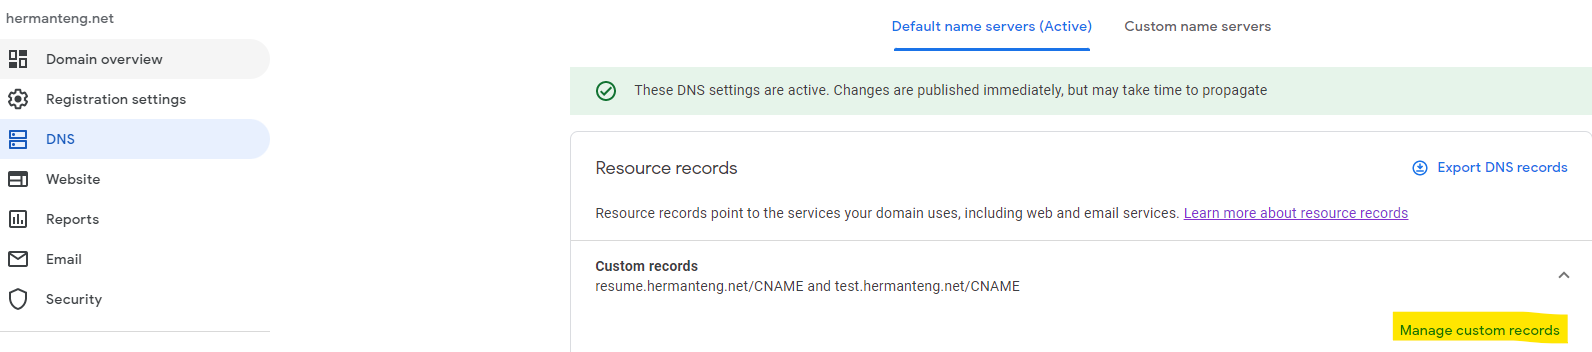 hermanteng.net
Domain overview
Registration settings
DNS
Website
Reports
Email
Security
Default name servers (Active)
Custom name servers
These DNS settings are active. Changes are published immediately, but may take time to propagate
Resource records
Export DNS records
Resource records point to the services your domain uses, including web and email services. Learn more about resource records
Custom records
resume.hermanteng.net/CNAME and test.hermanteng.net/CNAME
Manage custom records